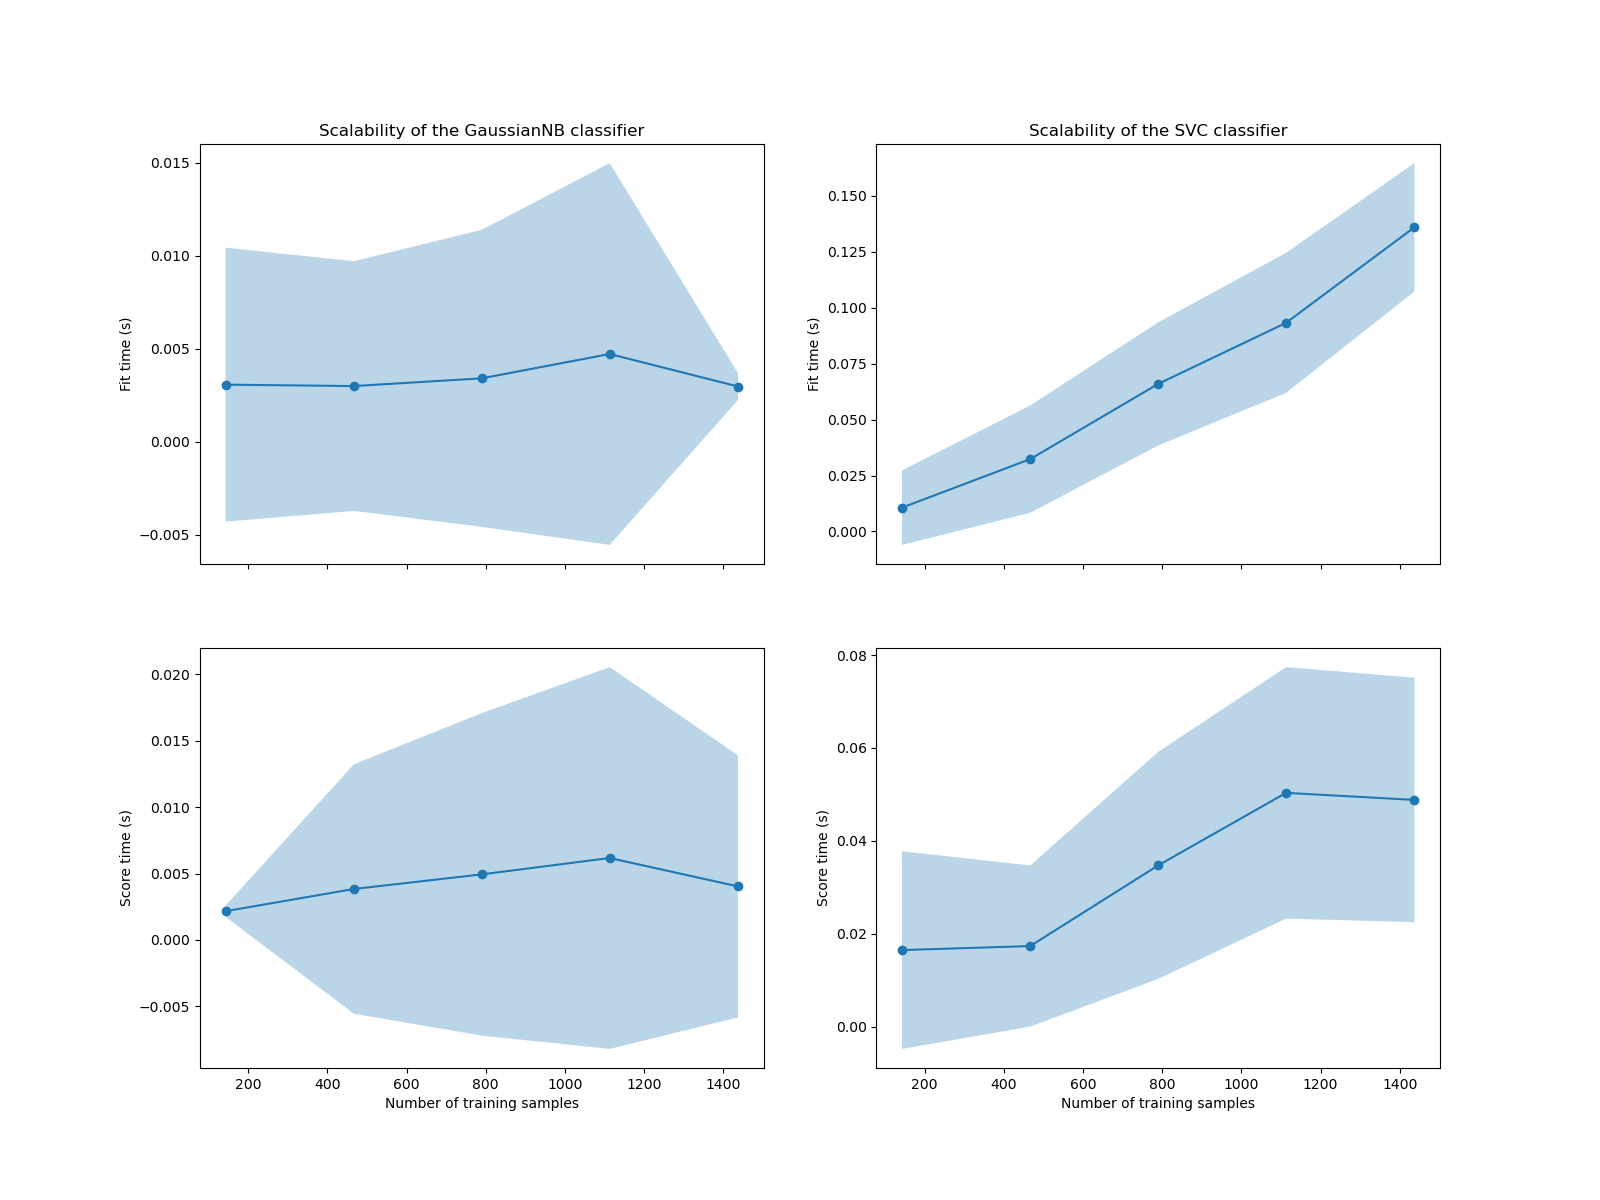 Scalability of the GaussianNB classifier
0.015
0.010
0.005
0.000
−0.005
Fit time (s)
Scalability of the SVC classifier
0.150
0.125
0.100
0.075
0.050
0.025
0.000
Fit time (s)
0.020
0.015
0.010
0.005
0.000
−0.005
Score time (s)
200 400 600 800 1000 1200 1400
Number of training samples
0.08
0.06
0.04
0.02
0.00
Score time (s)
200 400 600 800 1000 1200 1400
Number of training samples